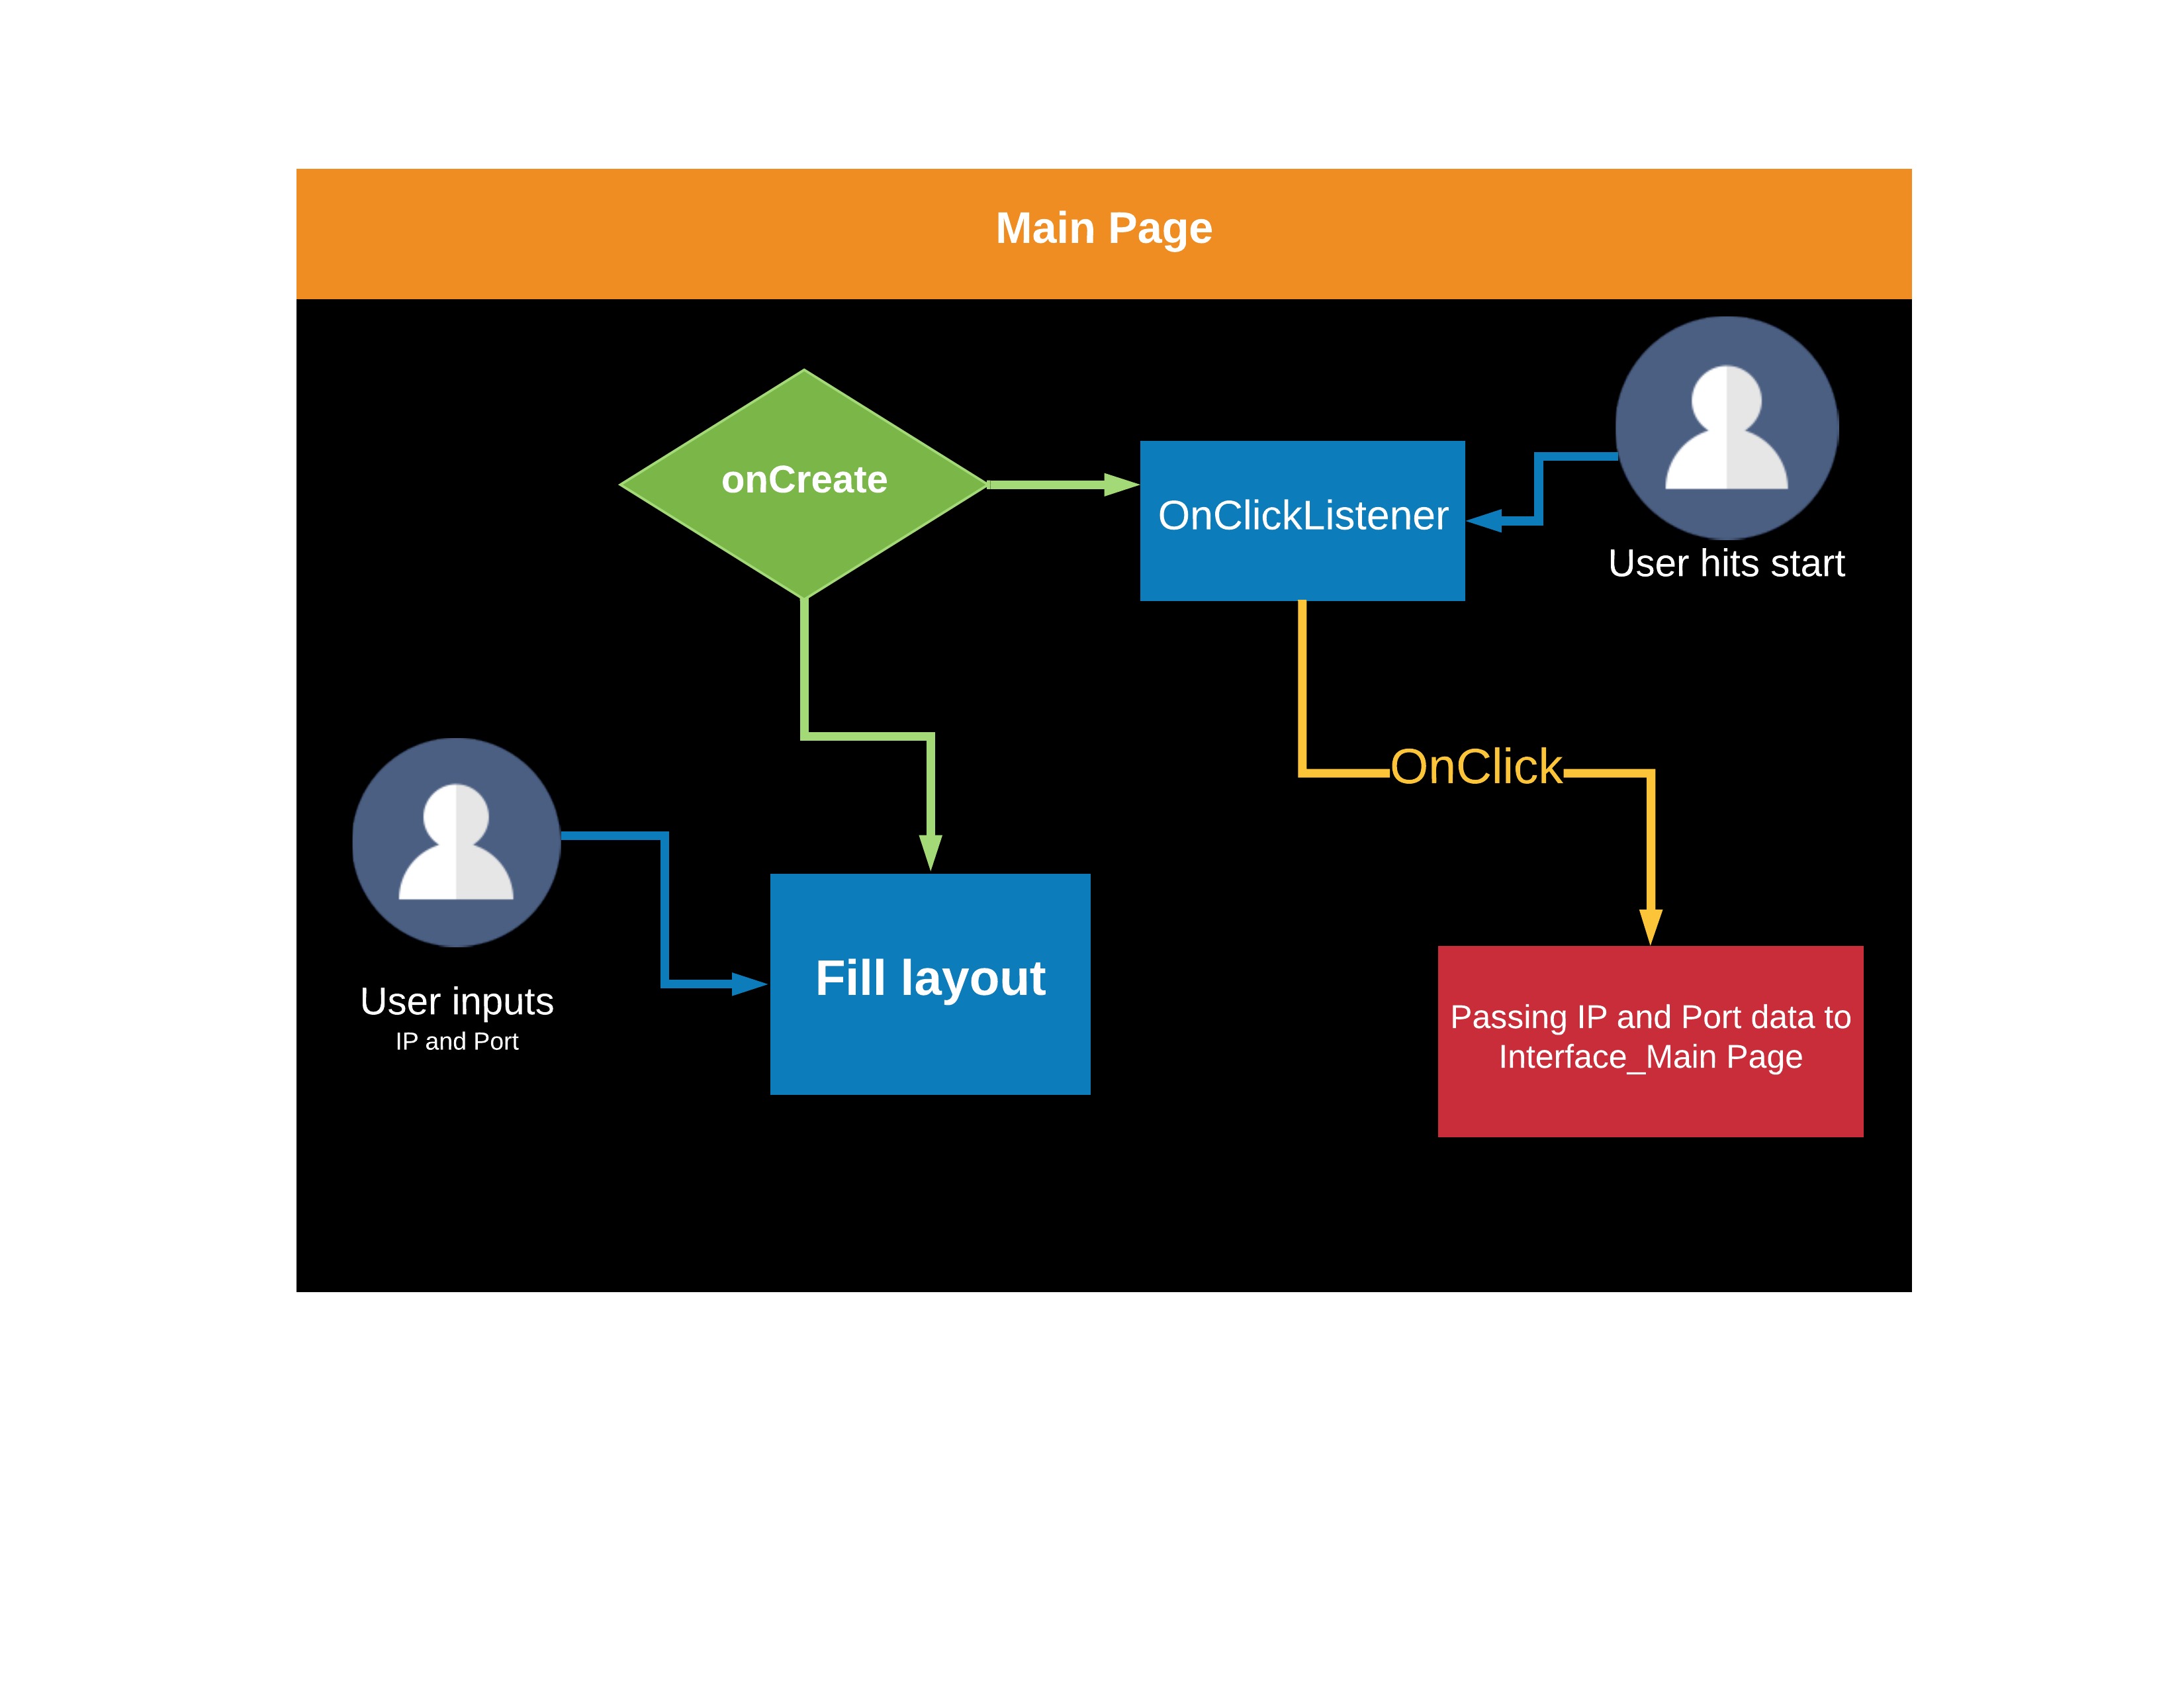 Main Page
onCreate
OnClickListener
User hits start
OnClick
User inputs
IP and Port
Fill layout
Passing IP and Port data to
Interface_Main Page